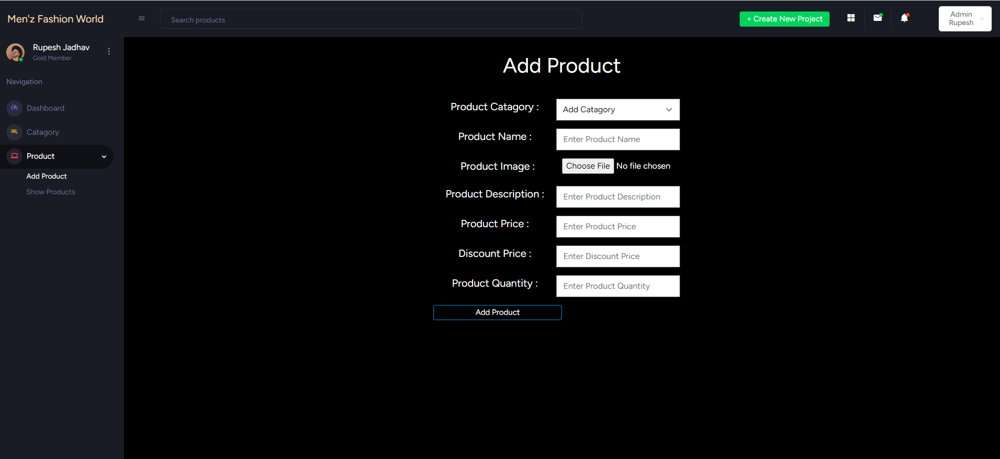 Men'z Fashion World
Search products
+ Create New Project
Admin
Rupesh
Rupesh Jadhav
Gold Member
Navigation
Dashboard
Catagory
Product
Add Product
Show Products
Add Product
Product Catagory :
Add Catagory
Product Name :
Enter Product Name
Product Image :
Choose File No file chosen
Product Description :
Enter Product Description
Product Price :
Enter Product Price
Discount Price :
Enter Discount Price
Product Quantity :
Enter Product Quantity
Add Product